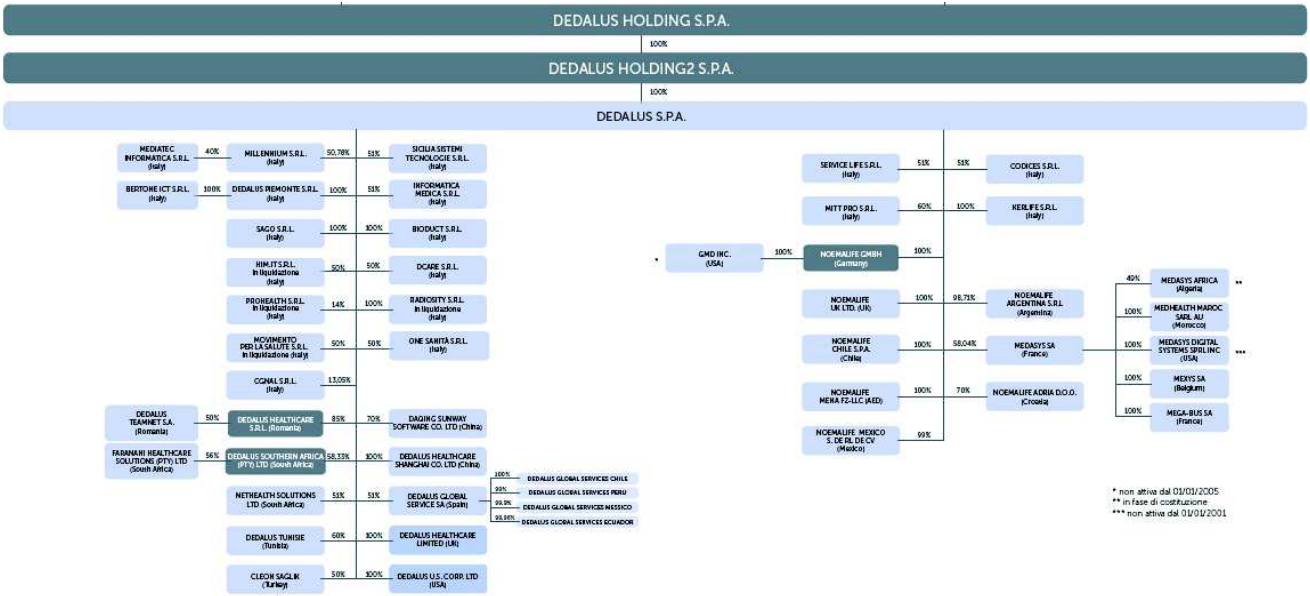 DEDALUS HOLDING S.P.A.
100%
DEDALUS HOLDING2 S.P.A.
100%
DEDALUS S.P.A.
MEDIATEC
INFORMATICA S.R.L.
(Italy)
40%
MILLENNIUM S.R.L.
(Italy)
50,78%
51%
SICILIA SISTEMI
TECNOLOGIE S.R.L.
(Italy)
BERTONE ICT S.R.L.
(Italy)
100%
DEDALUS PIEMONTE S.R.L.
(Italy)
100%
51%
INFORMATICA
MEDICA S.R.L.
(Italy)
SAGO S.R.L.
(Italy)
100%
100%
BIODUCT S.R.L.
(Italy)
HIM.IT S.R.L.
in liquidazione
(Italy)
50%
50%
DCARE S.R.L.
(Italy)
PROHEALTH S.R.L.
in liquidazione
(Italy)
14%
100%
RADIOSITY S.R.L.
in liquidazione
(Italy)
MOVIMENTO
PER LA SALUTE S.R.L.
in liquidazione (Italy)
50%
50%
ONE SANITÀ S.R.L.
(Italy)
CGNAL S.R.L.
(Italy)
13,05%
DEDALUS
TEAMNET S.A.
(Romania)
50%
DEDALUS HEALTHCARE
S.R.L. (Romania)
85%
70%
DAQING SUNWAY
SOFTWARE CO. LTD (China)
FARANANI HEALTHCARE
SOLUTIONS (PTY) LTD
(South Africa)
56%
DEDALUS SOUTHERN AFRICA
(PTY) LTD (South Africa)
58,33%
100%
DEDALUS HEALTHCARE
SHANGHAI CO. LTD (China)
NETHEALTH SOLUTIONS
LTD (South Africa)
51%
51%
DEDALUS GLOBAL
SERVICE SA (Spain)
100%
DEDALUS GLOBAL SERVICES CHILE
99%
DEDALUS GLOBAL SERVICES PERU
99,9%
DEDALUS GLOBAL SERVICES MESSICO
99,96%
DEDALUS GLOBAL SERVICES ECUADOR
DEDALUS TUNISIE
(Tunisia)
60%
100%
DEDALUS HEALTHCARE
LIMITED (UK)
CLEON SAGLIK
(Turkey)
50%
100%
DEDALUS U.S. CORP. LTD
(USA)
SERVICE LIFE S.R.L.
(Italy)
51%
51%
CODICES S.R.L.
(Italy)
MITT PRO S.R.L.
(Italy)
60%
100%
KERLIFE S.R.L.
(Italy)
*
GMD INC.
(USA)
100%
NOEMALIFE GMBH
(Germany)
100%
NOEMALIFE
UK LTD. (UK)
100%
98,71%
NOEMALIFE
ARGENTINA S.R.L
(Argentina)
NOEMALIFE
CHILE S.P.A.
(Chile)
100%
58,04%
MEDASYS SA
(France)
NOEMALIFE
MENA FZ-LLC (AED)
100%
70%
NOEMALIFE ADRIA D.O.O.
(Croatia)
NOEMALIFE MEXICO
S. DE RL DE CV
(Mexico)
99%
49%
MEDASYS AFRICA
(Algeria)
**
100%
MEDHEALTH MAROC
SARL AU
(Morocco)
100%
MEDASYS DIGITAL
SYSTEMS SPRL INC
(USA)
***
100%
MEXYS SA
(Belgium)
100%
MEGA-BUS SA
(France)
* non attiva dal 01/01/2005
** in fase di costituzione
*** non attiva dal 01/01/2001